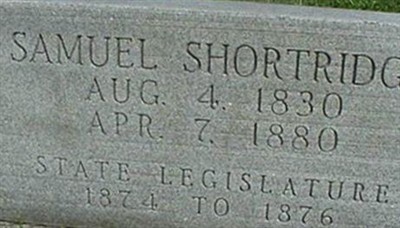 SAMUEL SHORTRIDG
AUG. 4, 1830
APR. 7, 1880
STATE LEGISLATURE
1874 TO 1876